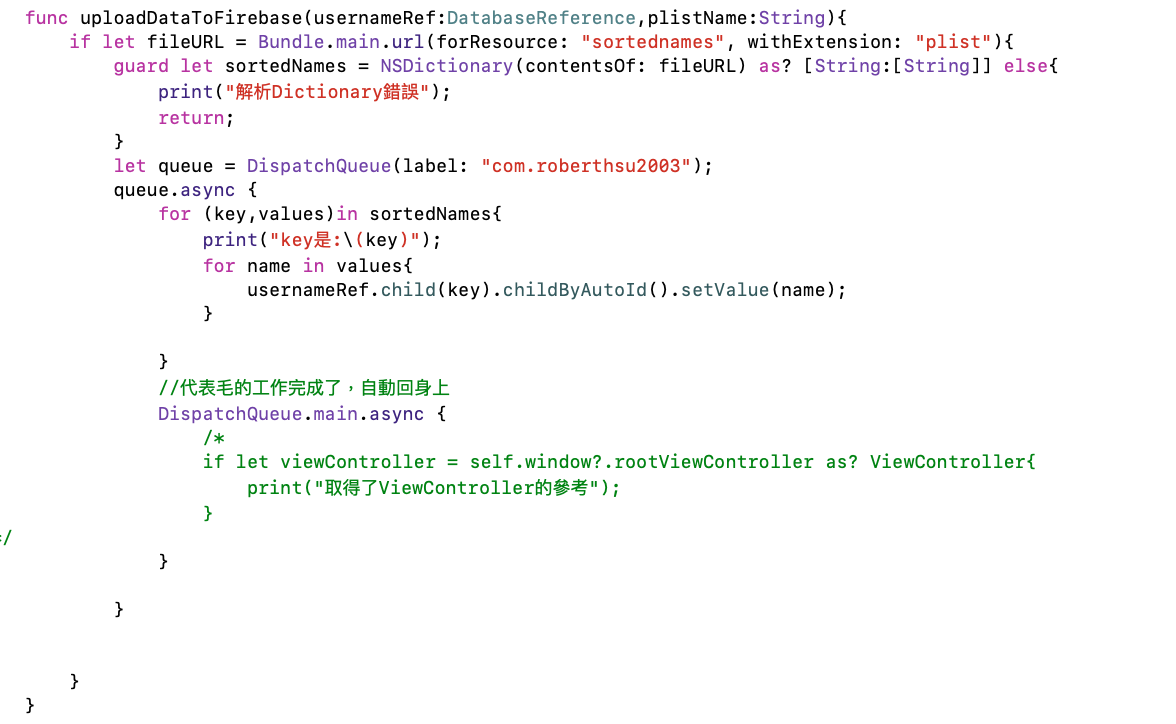 func uploadDataToFirebase(usernameRef:DatabaseReference,plistName:String){
    if let fileURL = Bundle.main.url(forResource: "sortednames", withExtension: "plist"){
        guard let sortedNames = NSDictionary(contentsOf: fileURL) as? [String:[String]] else{
            print("解析Dictionary錯誤");
            return;
        }
        let queue = DispatchQueue(label: "com.roberthsu2003");
        queue.async {
            for (key,values)in sortedNames{
                print("key是:\(key)");
                for name in values{
                    usernameRef.child(key).childByAutoId().setValue(name);
                }

            }
            //代表毛的工作完成了，自動回身上
            DispatchQueue.main.async {
                /*
                if let viewController = self.window?.rootViewController as? ViewController{
                    print("取得了ViewController的參考");
                }
*/
            }

        }


    }
}